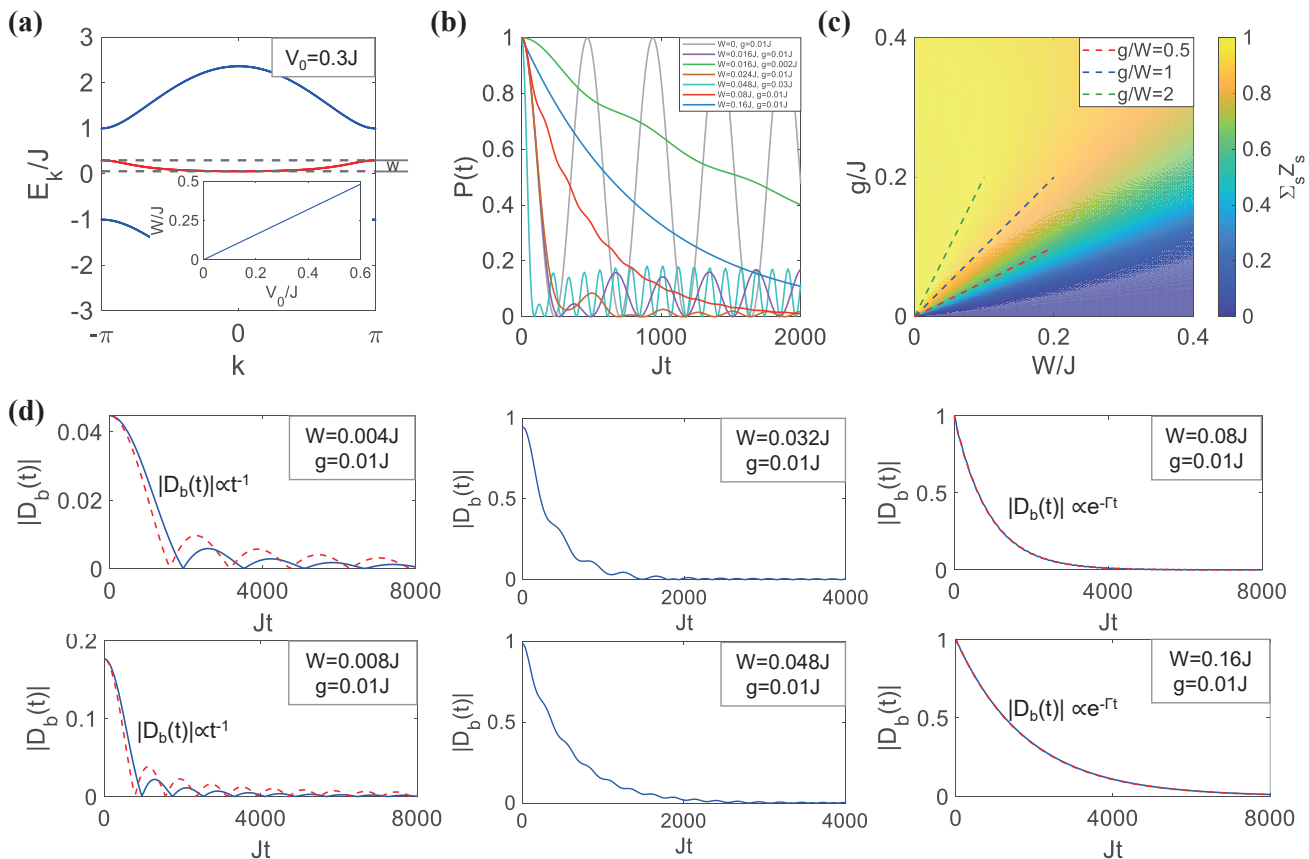 (a)
3
2
1
0
-1
-2
-3
E_k/J
V_0=0.3J
W
0.5
0.25
0
W/J
0 0.2 0.4 0.6
V_0/J
-π 0 π
k
(b)
1
0.8
0.6
0.4
0.2
0
P(t)
W=0, g=0.01J
W=0.016J, g=0.01J
W=0.016J, g=0.002J
W=0.024J, g=0.01J
W=0.048J, g=0.03J
W=0.08J, g=0.01J
W=0.16J, g=0.01J
0 1000 2000
Jt
(c)
0.4
0.2
0
g/J
g/W=0.5
g/W=1
g/W=2
0 0.2 0.4
W/J
1
0.8
0.6
0.4
0.2
0
Σ_s Z_s
(d)
0.04
0.02
0
|D_b(t)|
W=0.004J
g=0.01J
|D_b(t)|∝t^-1
0 4000 8000
Jt
1
0.5
0
|D_b(t)|
W=0.032J
g=0.01J
0 2000 4000
Jt
1
0.5
0
|D_b(t)|
W=0.08J
g=0.01J
|D_b(t)| ∝e^-Γt
0 4000 8000
Jt
0.2
0.1
0
|D_b(t)|
W=0.008J
g=0.01J
|D_b(t)|∝t^-1
0 4000 8000
Jt
1
0.5
0
|D_b(t)|
W=0.048J
g=0.01J
0 2000 4000
Jt
1
0.5
0
|D_b(t)|
W=0.16J
g=0.01J
|D_b(t)| ∝e^-Γt
0 4000 8000
Jt